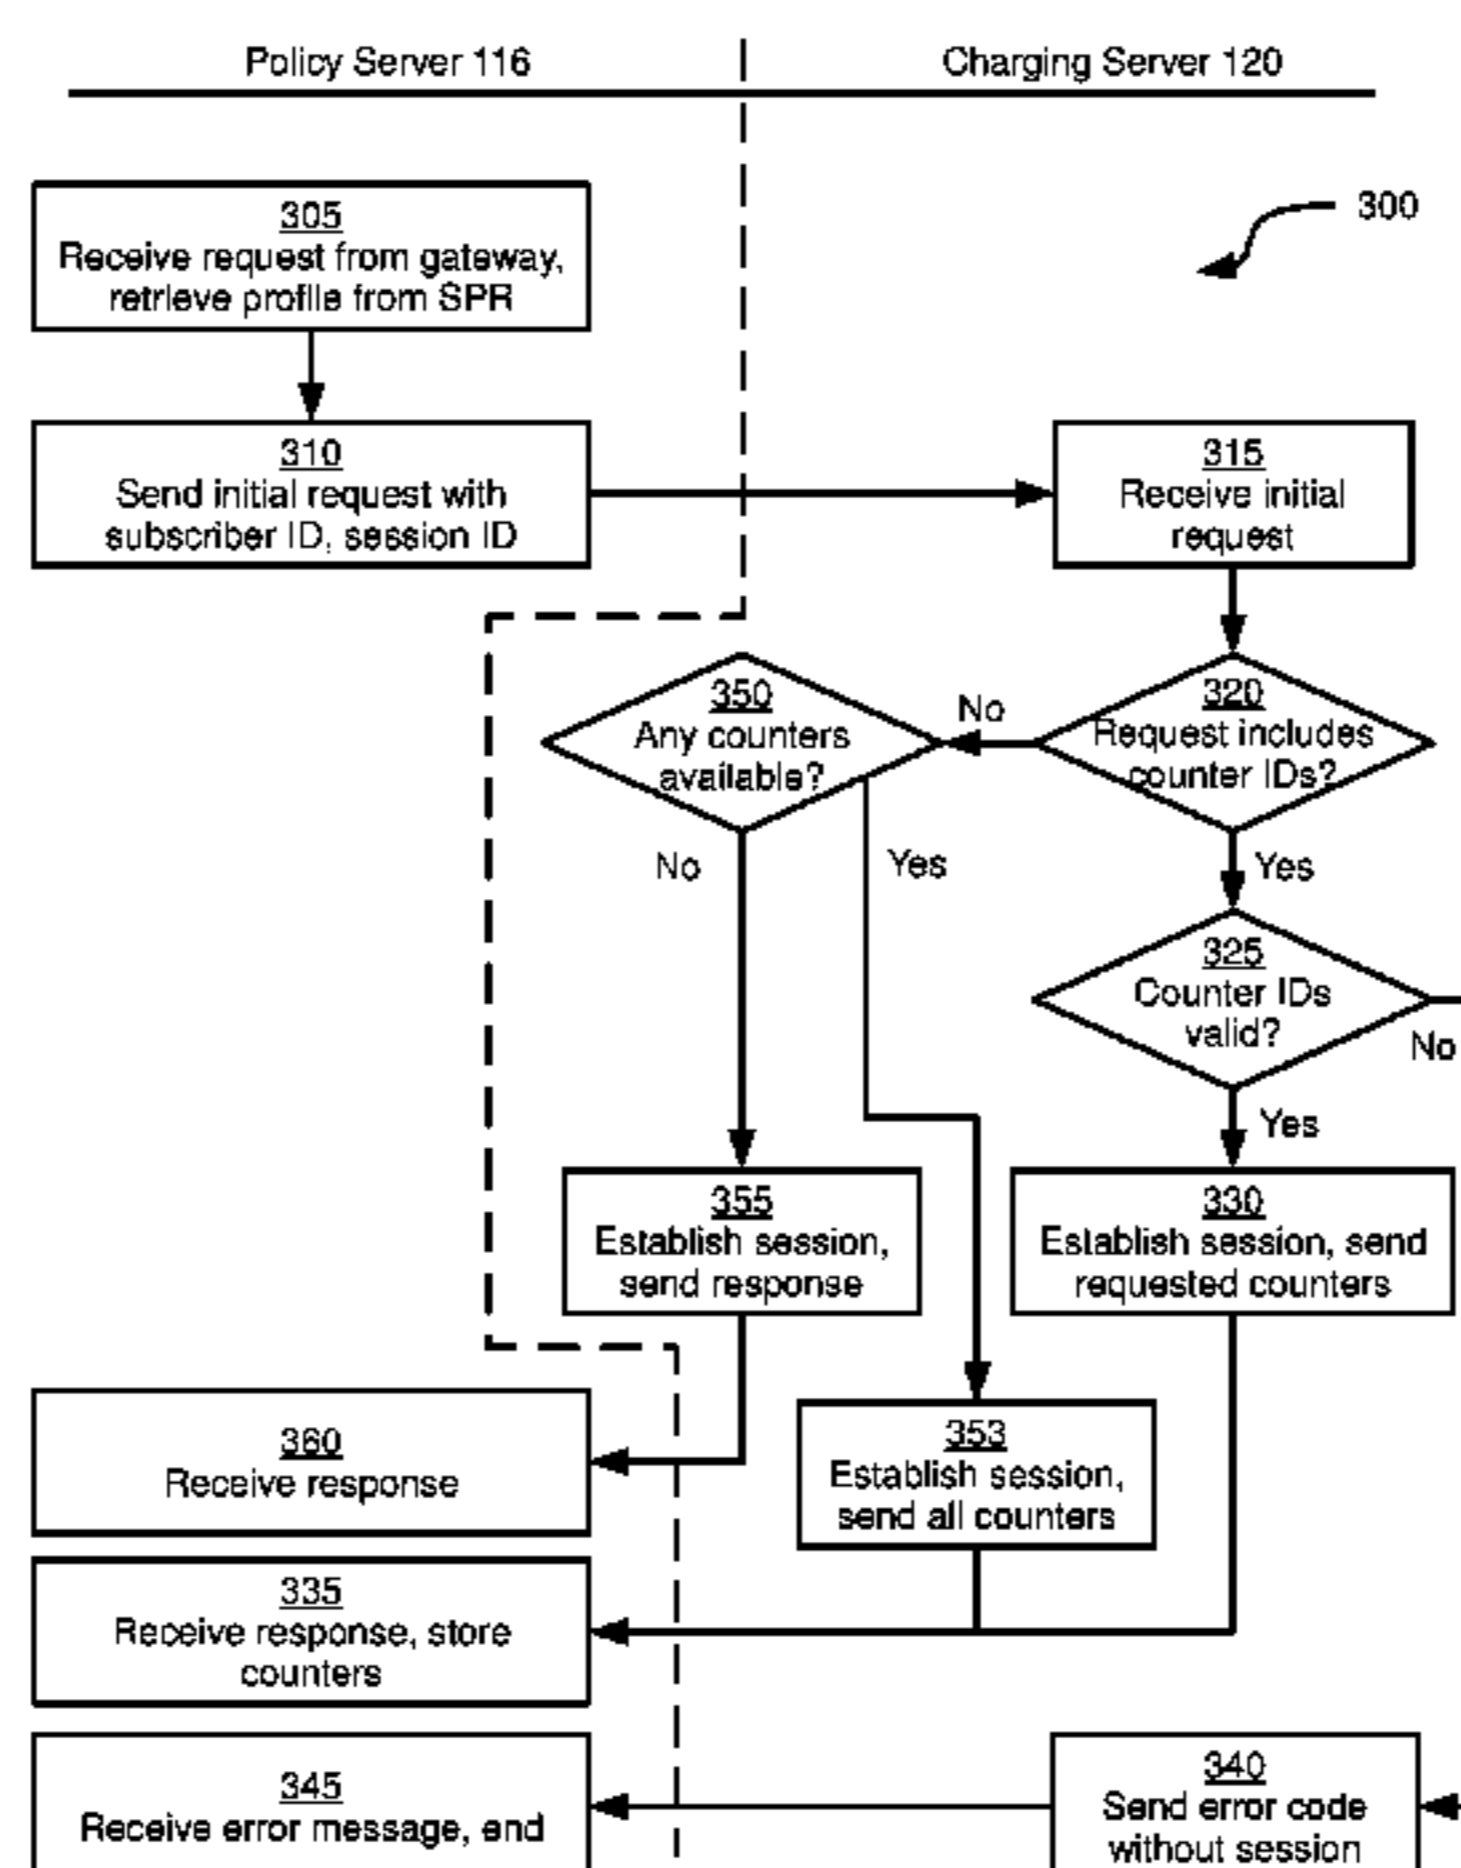 Policy Server 116
Charging Server 120
300
305
Receive request from gateway,
retrieve profile from SPR
310
Send initial request with
subscriber ID, session ID
315
Receive initial
request
320
Request includes
counter IDs?
No
350
Any counters
available?
No
Yes
Yes
325
Counter IDs
valid?
No
Yes
355
Establish session,
send response
330
Establish session, send
requested counters
360
Receive response
353
Establish session,
send all counters
335
Receive response, store
counters
345
Receive error message, end
340
Send error code
without session